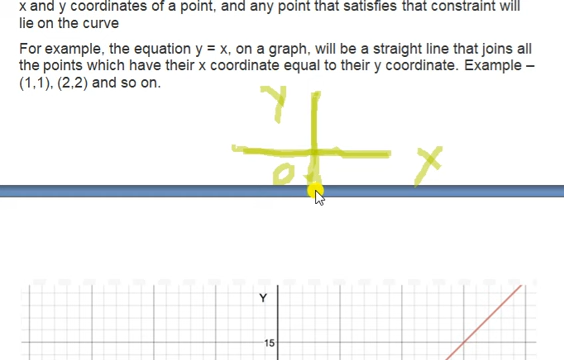 x and y coordinates of a point, and any point that satisfies that constraint will
lie on the curve
For example, the equation y = x, on a graph, will be a straight line that joins all
the points which have their x coordinate equal to their y coordinate. Example –
(1,1), (2,2) and so on.
Y
X
O
Y
15